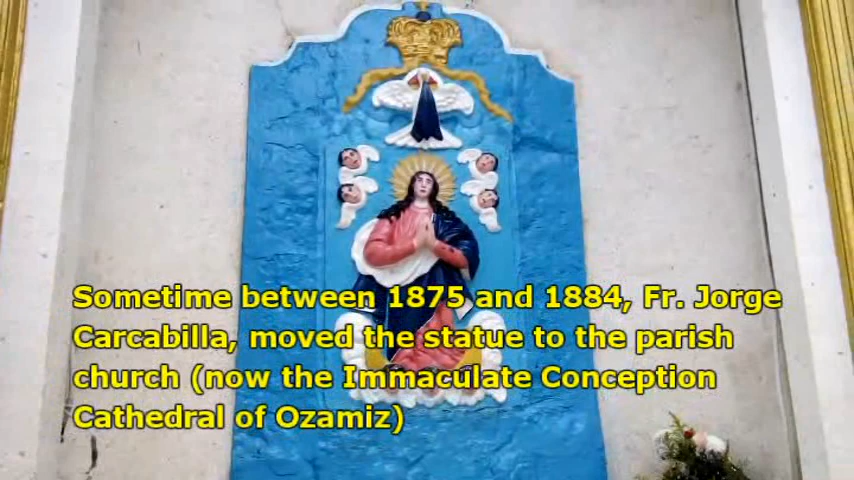 Sometime between 1875 and 1884, Fr. Jorge
Carcabilla, moved the statue to the parish
church (now the Immaculate Conception
Cathedral of Ozamiz)